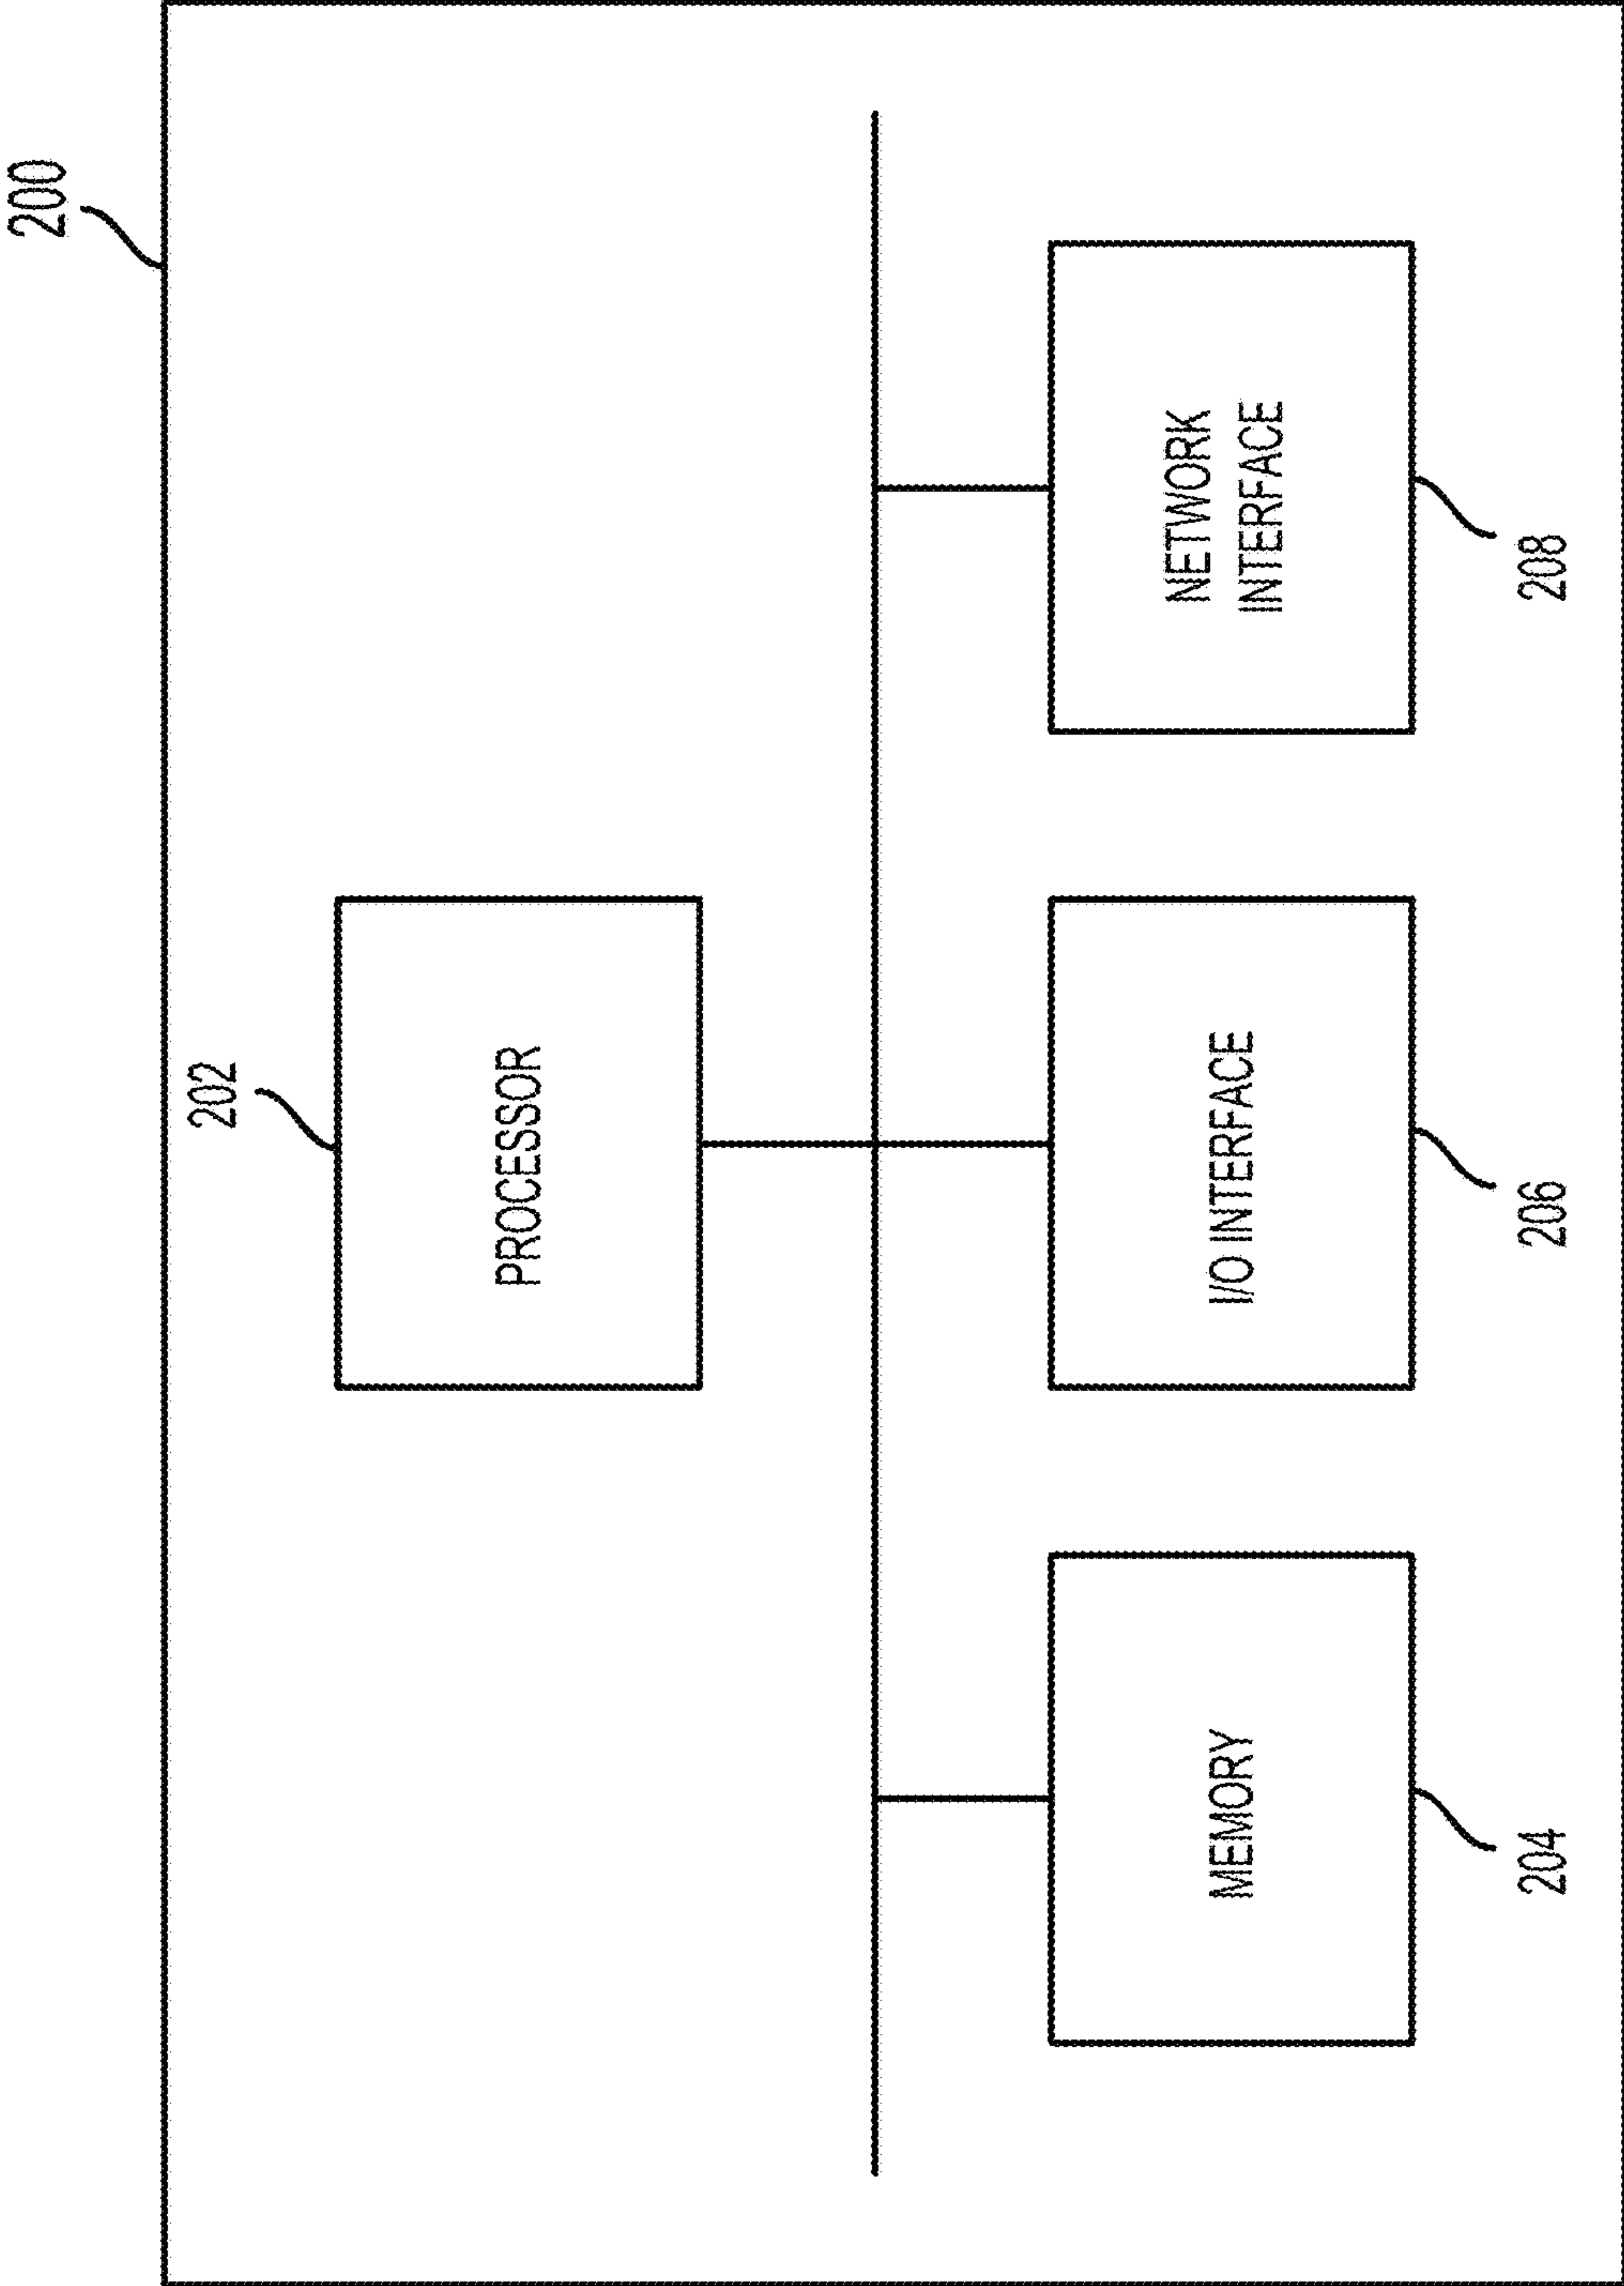 200
202
PROCESSOR
MEMORY
I/O INTERFACE
NETWORK
INTERFACE
204
206
208